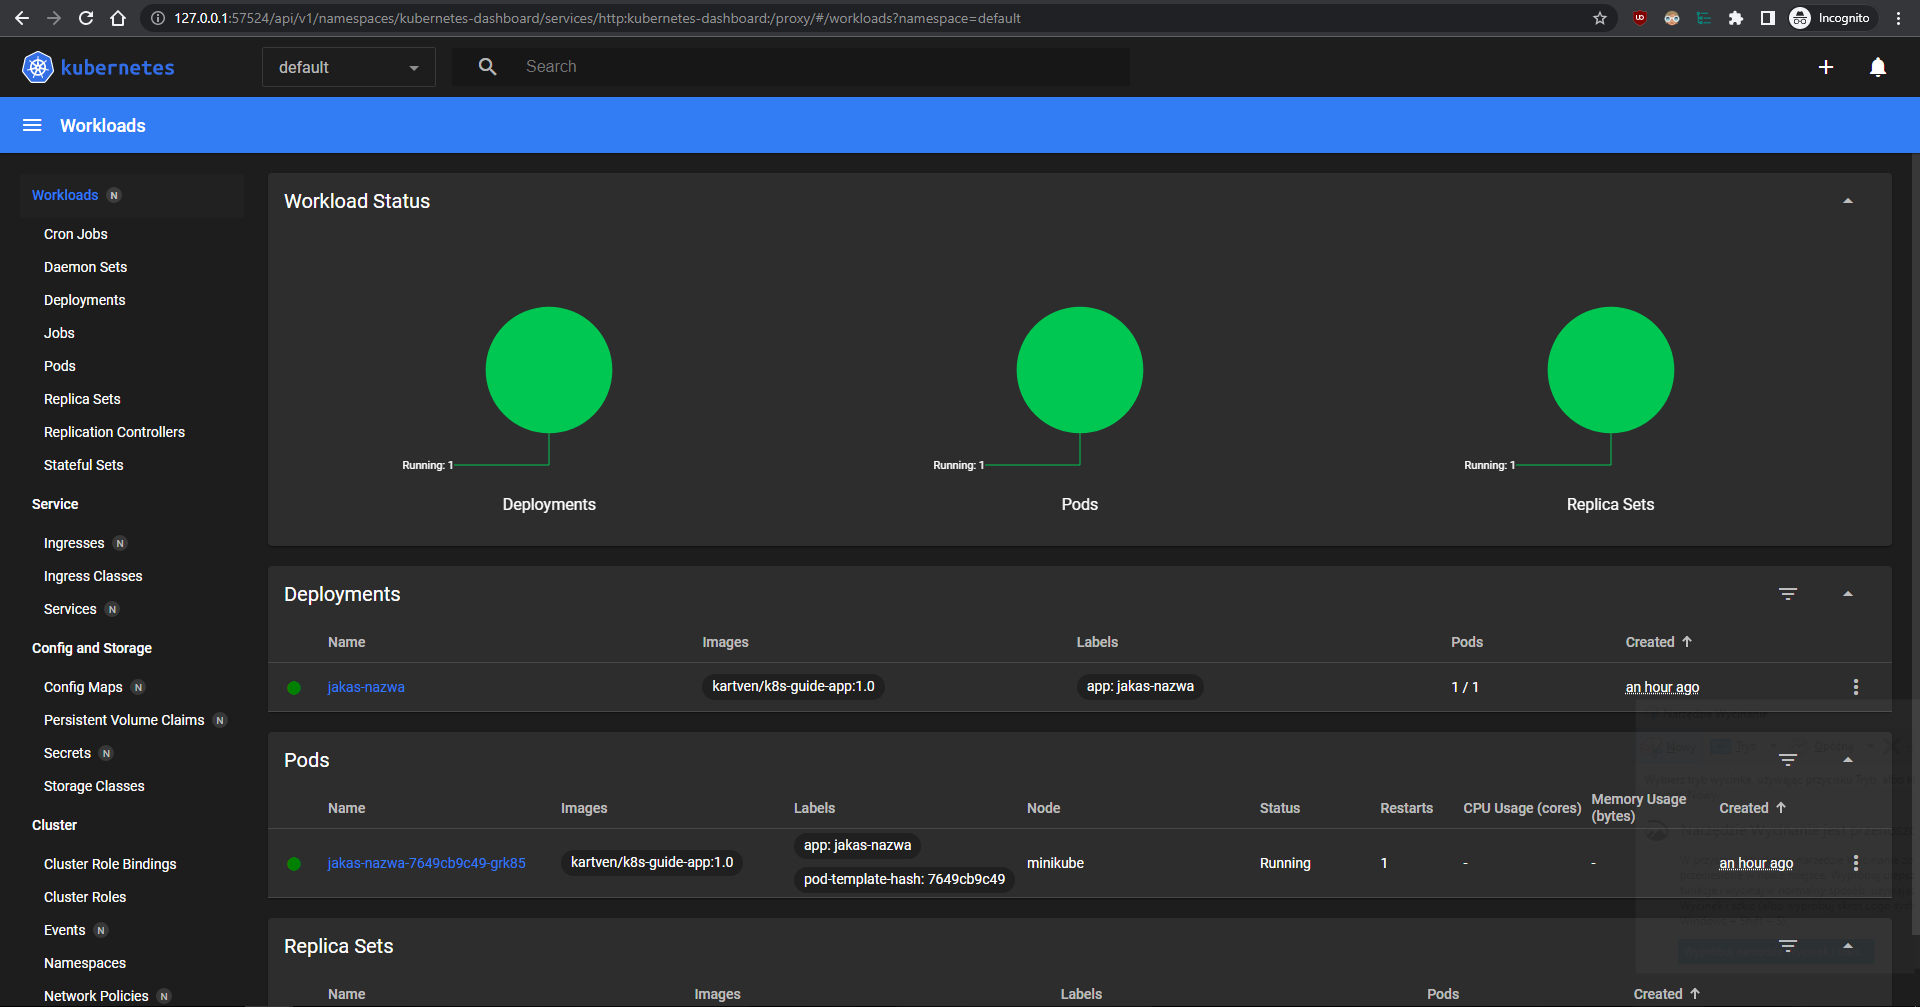 127.0.0.1:57524/api/v1/namespaces/kubernetes-dashboard/services/http:kubernetes-dashboard:/proxy/#/workloads?namespace=default
Incognito
kubernetes
default
Search
Workloads
Workloads N
Cron Jobs
Daemon Sets
Deployments
Jobs
Pods
Replica Sets
Replication Controllers
Stateful Sets
Service
Ingresses N
Ingress Classes
Services N
Config and Storage
Config Maps N
Persistent Volume Claims N
Secrets N
Storage Classes
Cluster
Cluster Role Bindings
Cluster Roles
Events N
Namespaces
Network Policies N
Workload Status
Running: 1
Deployments
Running: 1
Pods
Running: 1
Replica Sets
Deployments
Name Images Labels Pods Created
jakas-nazwa kartven/k8s-guide-app:1.0 app: jakas-nazwa 1 / 1 an hour ago
Pods
Name Images Labels Node Status Restarts CPU Usage (cores) Memory Usage (bytes) Created
jakas-nazwa-7649cb9c49-grk85 kartven/k8s-guide-app:1.0 app: jakas-nazwa
pod-template-hash: 7649cb9c49 minikube Running 1 - - an hour ago
Replica Sets
Name Images Labels Pods Created